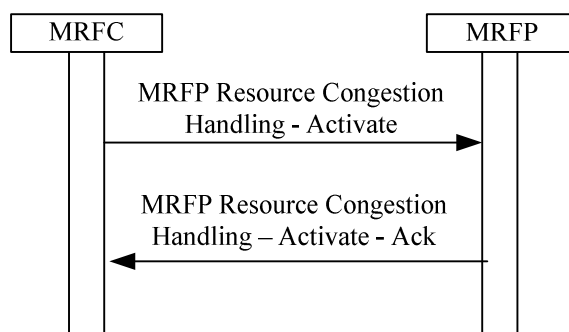 MRFC
MRFP
MRFP Resource Congestion
Handling - Activate
MRFP Resource Congestion
Handling – Activate - Ack